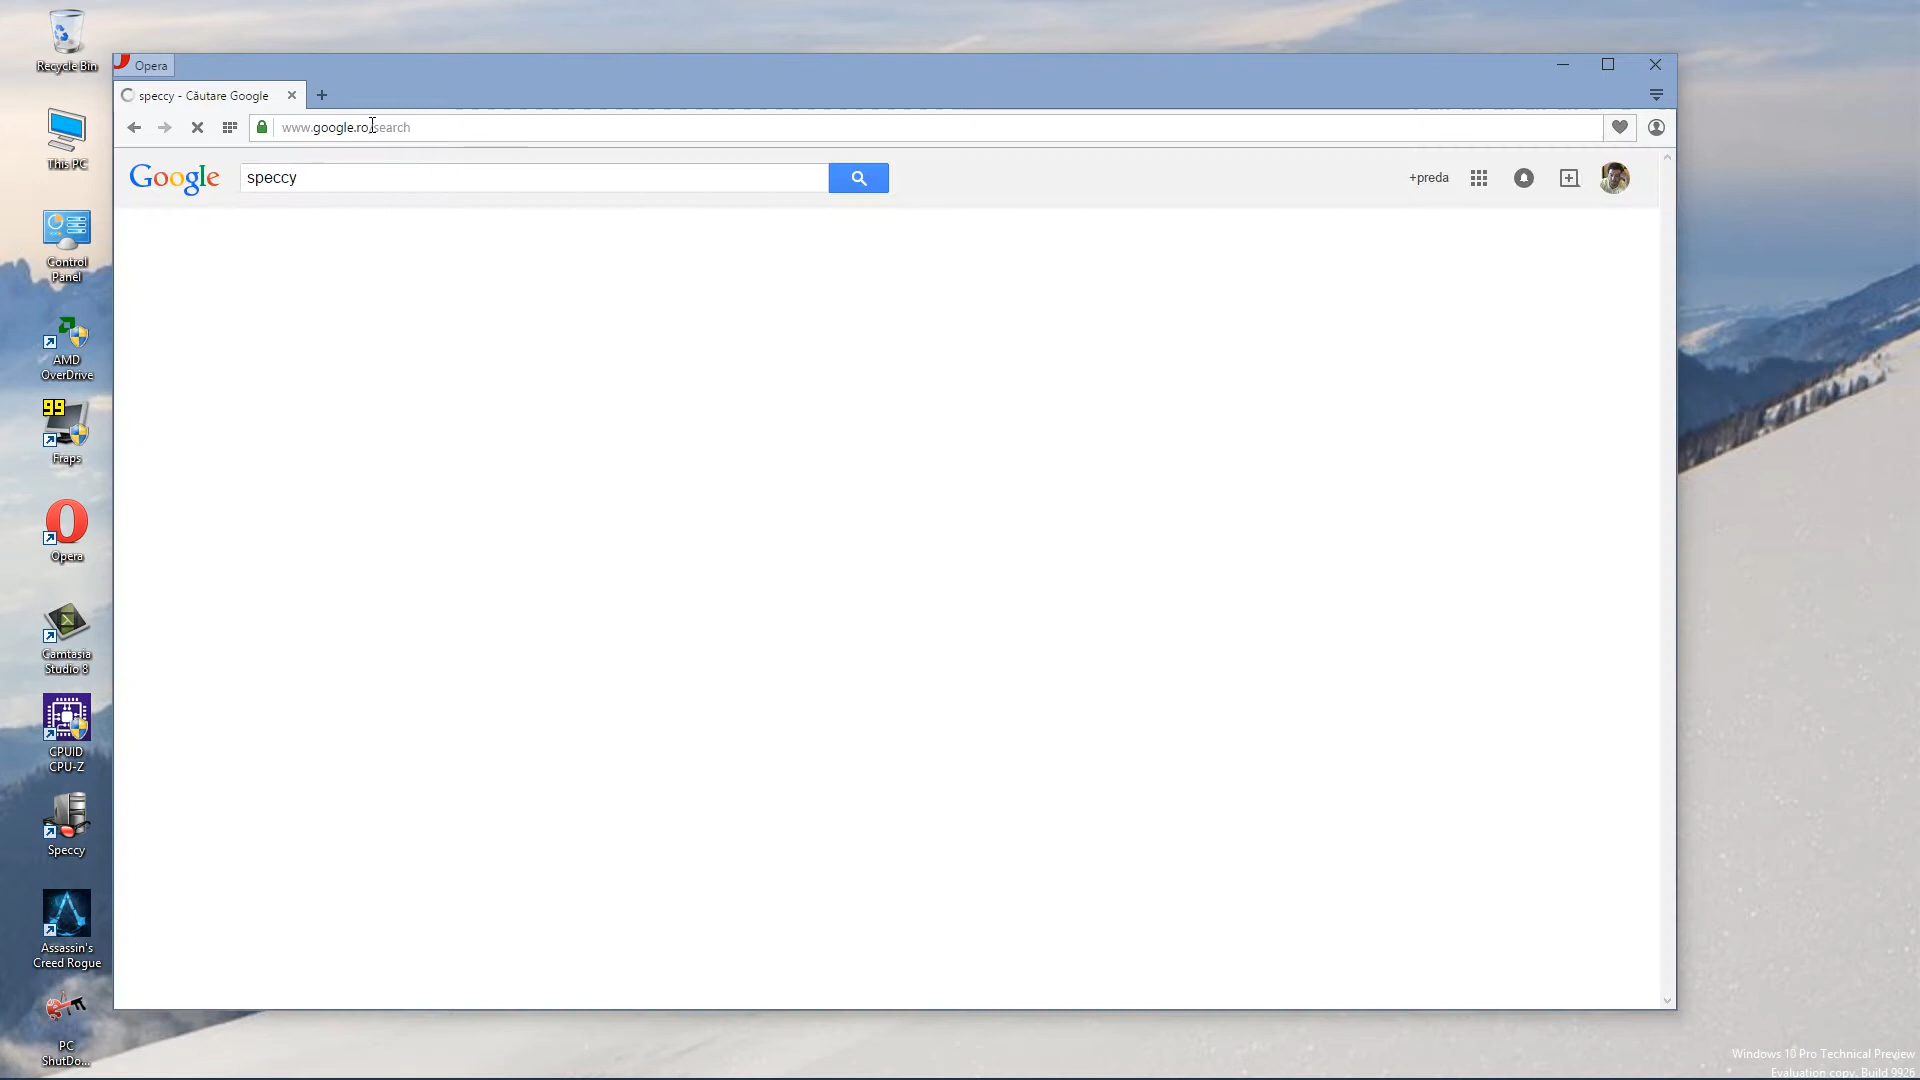 Recycle Bin
This PC
Control
Panel
AMD
OverDrive
99
Fraps
Opera
Camtasia
Studio 8
CPUID
CPU-Z
Speccy
Assassin's
Creed Rogue
PC
ShutDo...
Opera
speccy - Căutare Google
www.google.ro/search
Google
speccy
+preda
Windows 10 Pro Technical Preview
Evaluation copy. Build 9926